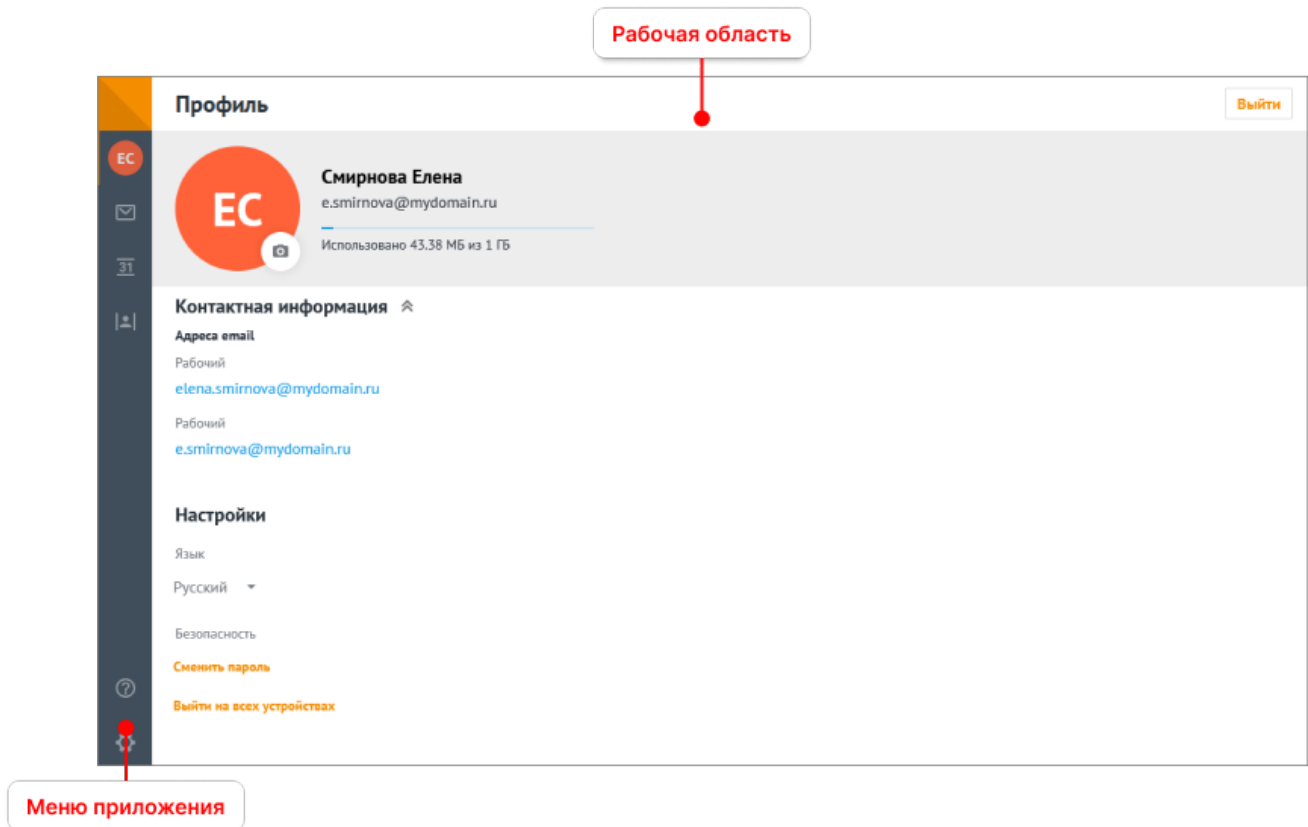 Рабочая область
Профиль
Выйти
ЕС
ЕС
Смирнова Елена
e.smirnova@mydomain.ru
Использовано 43.38 МБ из 1 ГБ
31
Контактная информация
Адреса email
Рабочий
elena.smirnova@mydomain.ru
Рабочий
e.smirnova@mydomain.ru
Настройки
Язык
Русский
Безопасность
Сменить пароль
Выйти на всех устройствах
Меню приложения